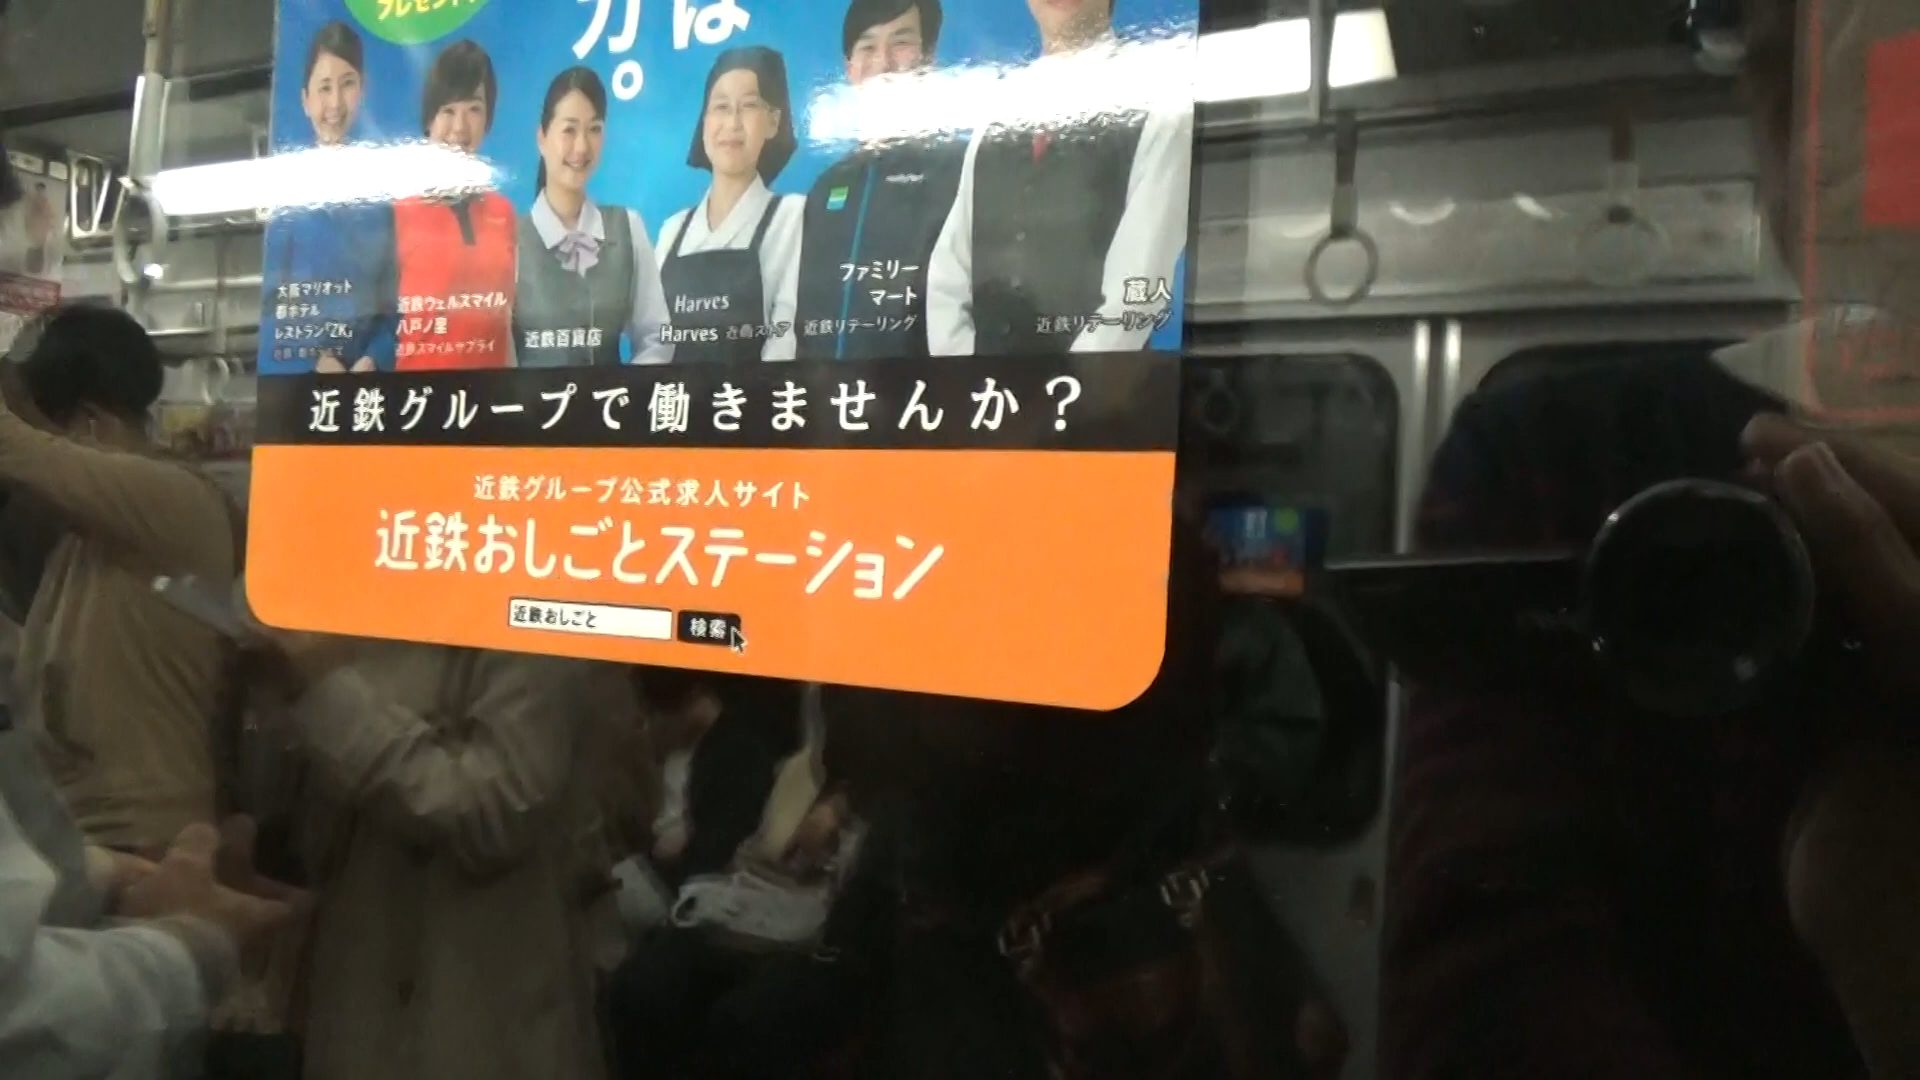 プレゼント!
力。は
大阪マリオット
都ホテル
レストラン「ZK」
近鉄ウェルスマイル
八戸ノ里
近鉄スマイルサプライ
近鉄百貨店
Harves
Harves 近商ストア
ファミリー
マート
近鉄リテーリング
蔵人
近鉄リテーリング
近鉄グループで働きませんか?
近鉄グループ公式求人サイト
近鉄おしごとステーション
近鉄おしごと 検索